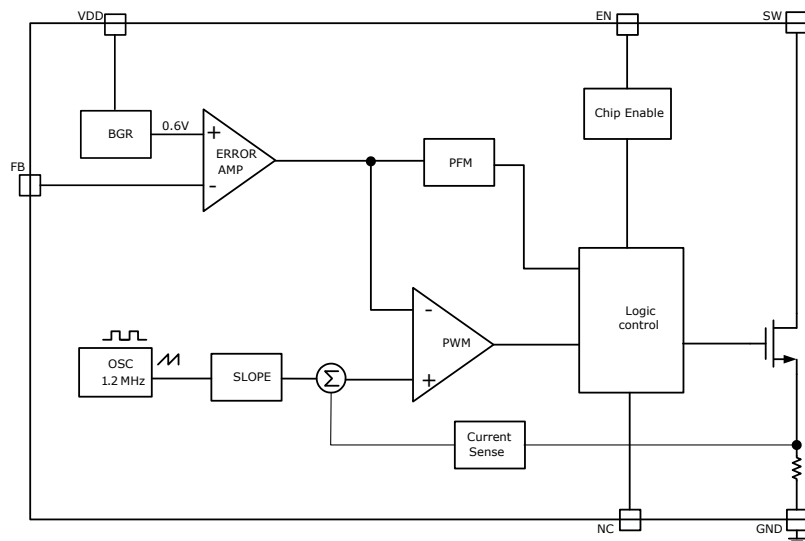 VDD
EN
SW
Chip Enable
BGR
0.6V
+
ERROR
AMP
-
FB
PFM
Logic
control
-
PWM
+
OSC
1.2 MHz
SLOPE
Σ
Current
Sense
NC
GND